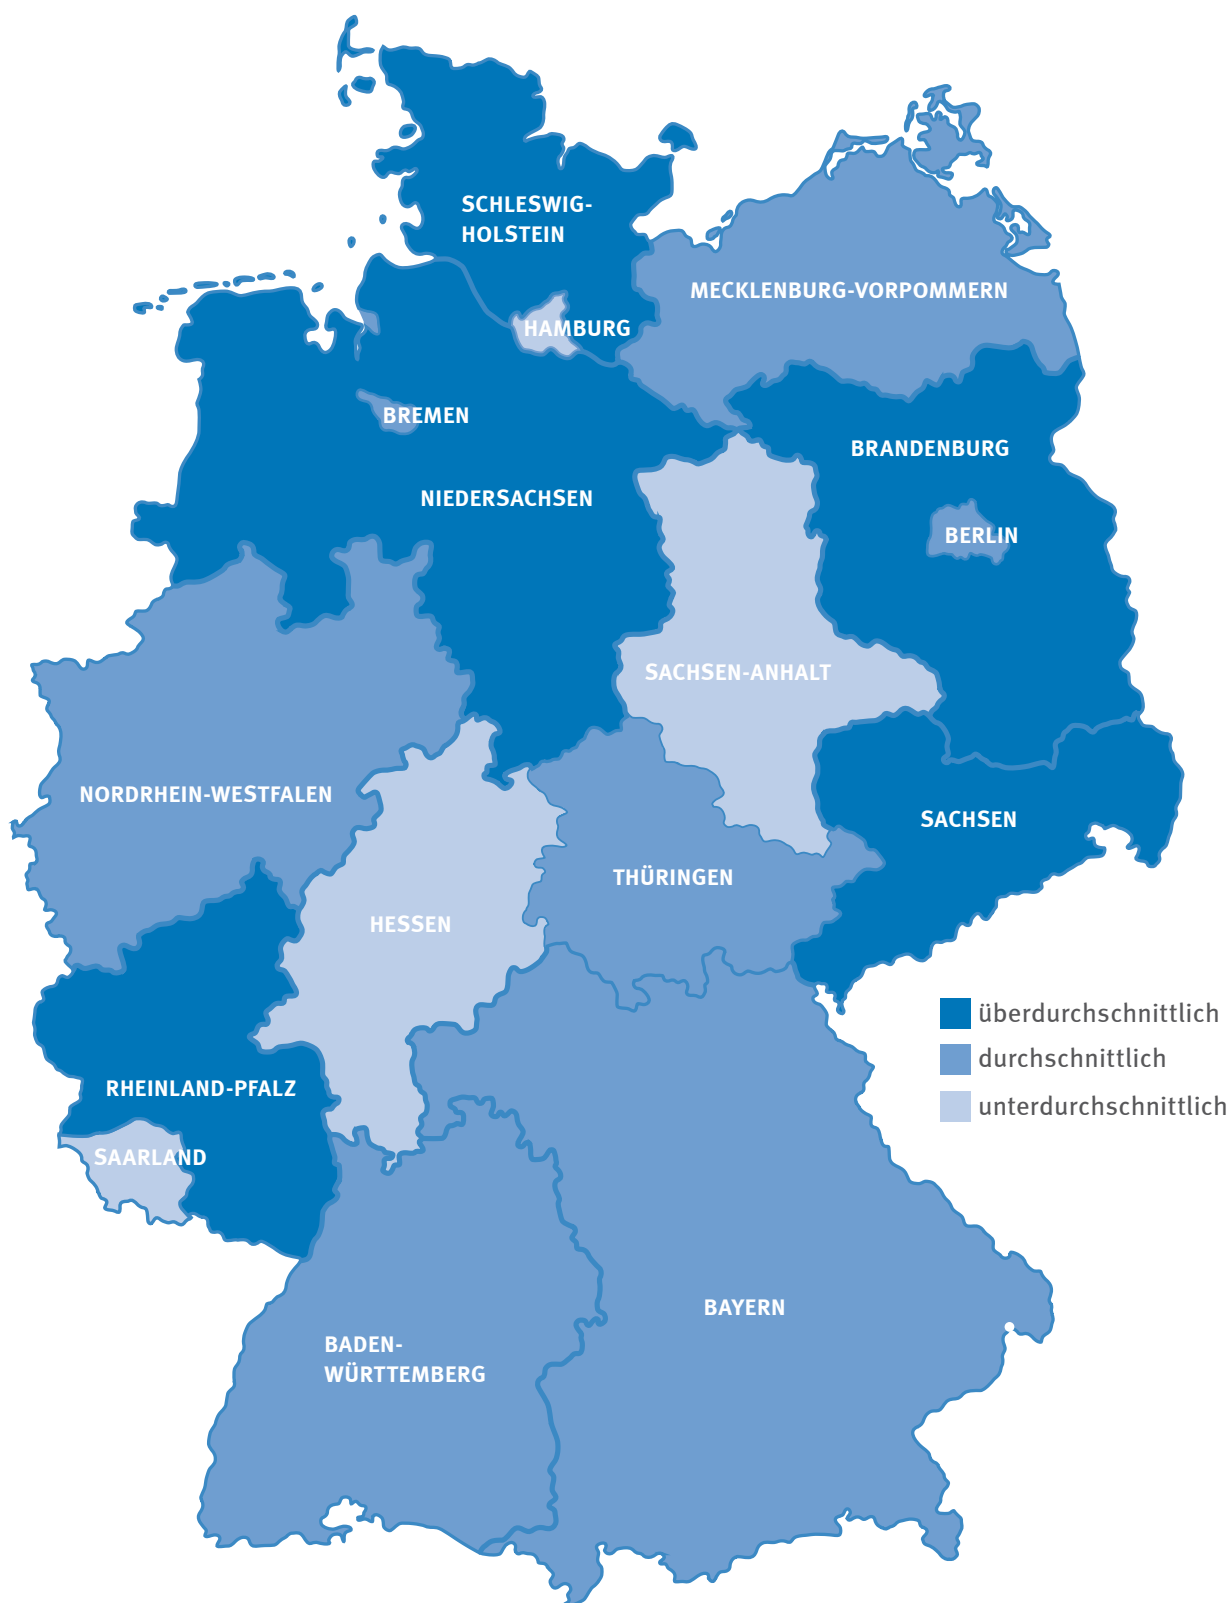 SCHLESWIG-
HOLSTEIN
MECKLENBURG-VORPOMMERN
HAMBURG
BREMEN
BRANDENBURG
NIEDERSACHSEN
BERLIN
SACHSEN-ANHALT
NORDRHEIN-WESTFALEN
SACHSEN
THÜRINGEN
HESSEN
überdurchschnittlich
durchschnittlich
RHEINLAND-PFALZ
unterdurchschnittlich
SAARLAND
BAYERN
BADEN-
WÜRTTEMBERG